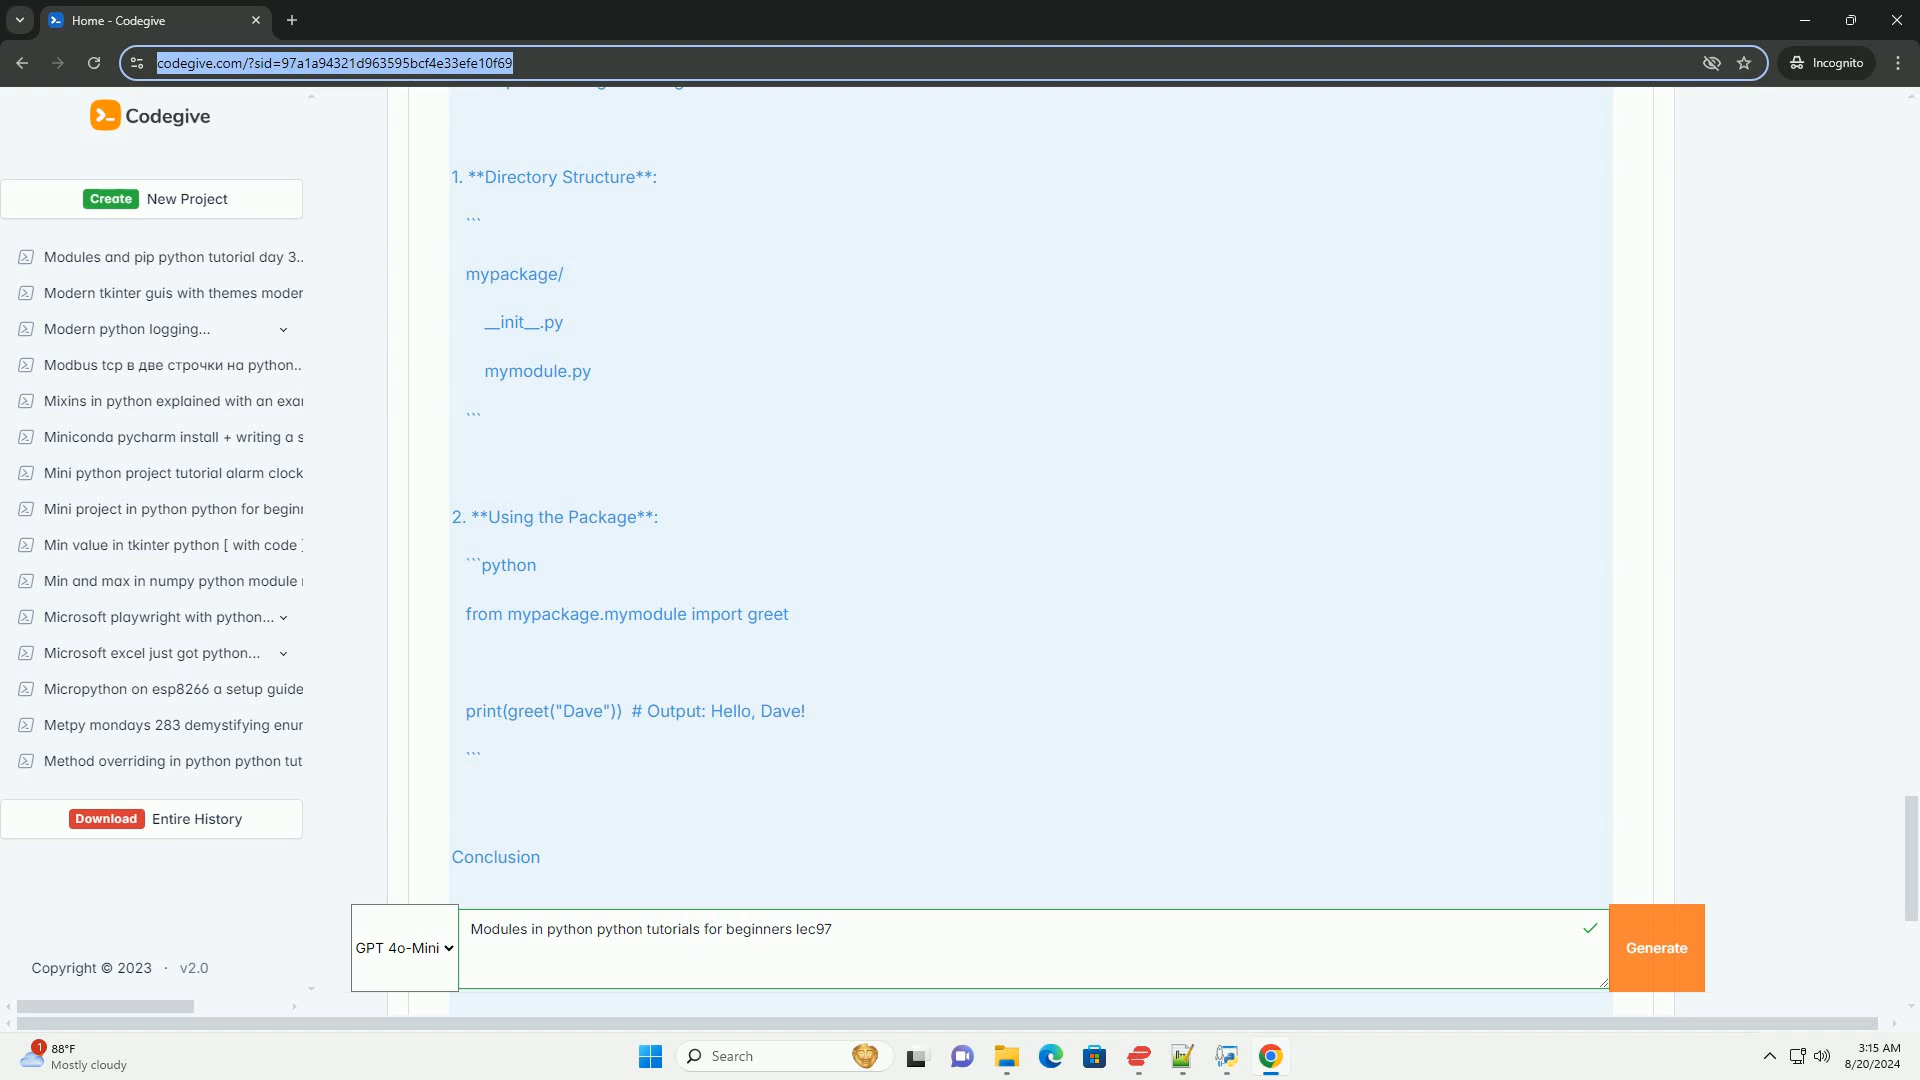 Home - Codegive
codegive.com/?sid=97a1a94321d963595bcf4e33efe10f69
Incognito
Codegive
Create New Project
Modules and pip python tutorial day 3..
Modern tkinter guis with themes moder
Modern python logging...
Modbus tcp в две строчки на python..
Mixins in python explained with an exa
Miniconda pycharm install + writing a s
Mini python project tutorial alarm clock
Mini project in python python for begin
Min value in tkinter python [ with code ]
Min and max in numpy python module
Microsoft playwright with python...
Microsoft excel just got python...
Micropython on esp8266 a setup guide
Metpy mondays 283 demystifying enur
Method overriding in python python tut
Download Entire History
Copyright © 2023 · v2.0
1. **Directory Structure**:
```
mypackage/
__init__.py
mymodule.py
```
2. **Using the Package**:
```python
from mypackage.mymodule import greet
print(greet("Dave")) # Output: Hello, Dave!
```
Conclusion
GPT 4o-Mini
Modules in python python tutorials for beginners lec97
Generate
1
88°F
Mostly cloudy
Search
3:15 AM
8/20/2024